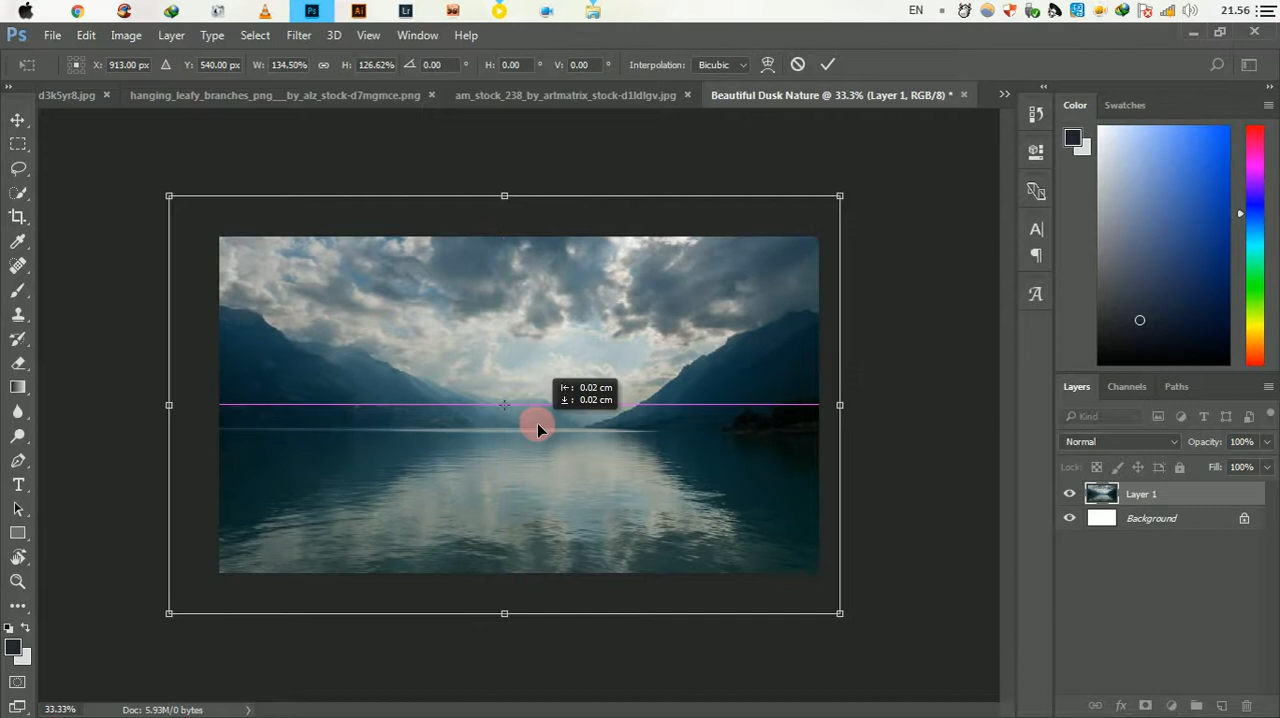 Ps Ai Lr EN 21.56
Ps File Edit Image Layer Type Select Filter 3D View Window Help
X: 913.00 px Y: 540.00 px W: 134.50% H: 126.62% 0.00 ° H: 0.00 ° V: 0.00 ° Interpolation: Bicubic
d3k5yr8.jpg × hanging_leafy_branches_png___by_alz_stock-d7mgmce.png × am_stock_238_by_artmatrix_stock-d1ldlgv.jpg × Beautiful Dusk Nature @ 33.3% (Layer 1, RGB/8) * ×
Color Swatches
Layers Channels Paths
Kind
Normal Opacity: 100%
Lock: Fill: 100%
Layer 1
Background
: 0.02 cm
: 0.02 cm
33.33% Doc: 5.93M/0 bytes